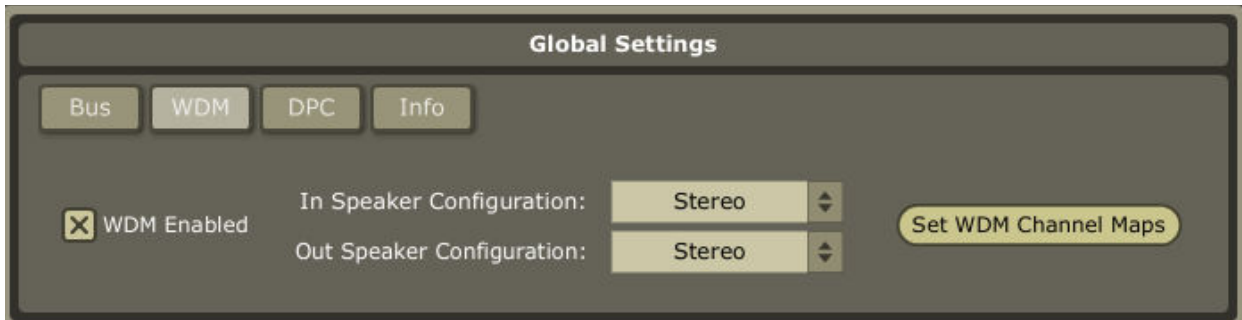 Global Settings
Bus WDM DPC Info
In Speaker Configuration: Stereo
WDM Enabled Set WDM Channel Maps
Out Speaker Configuration: Stereo